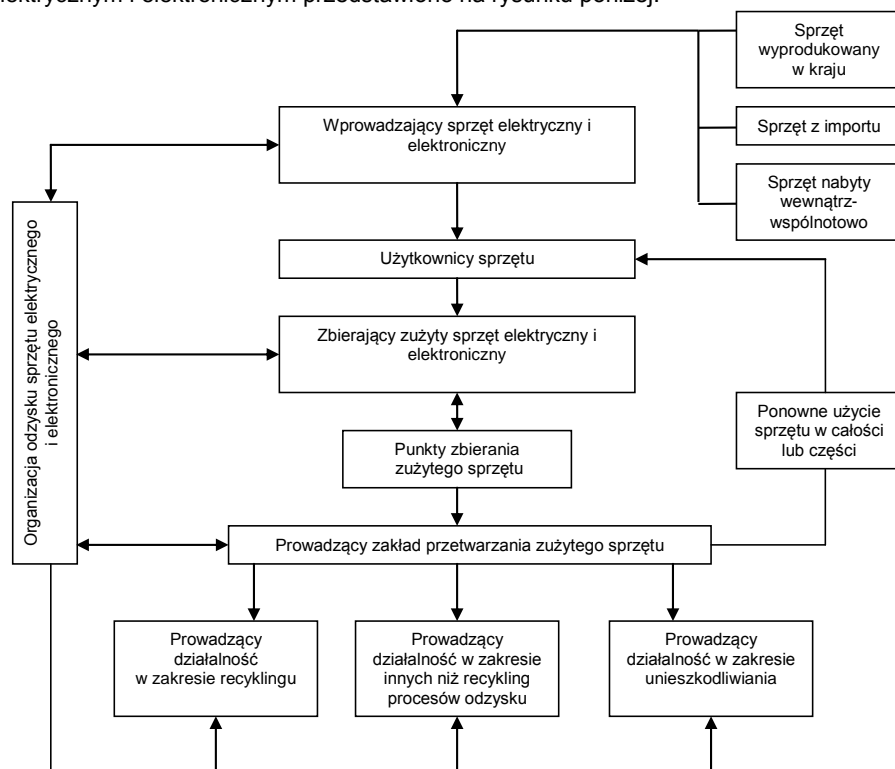 elektrycznym i elektronicznym przedstawiono na rysunku poniżej.
Sprzęt
wyprodukowany
w kraju
Wprowadzający sprzęt elektryczny i
elektroniczny
Sprzęt z importu
Sprzęt nabyty
wewnątrz-
wspólnotowo
Organizacja odzysku sprzętu elektrycznego
i elektronicznego
Użytkownicy sprzętu
Zbierający zużyty sprzęt elektryczny i
elektroniczny
Ponowne użycie
sprzętu w całości
lub części
Punkty zbierania
zużytego sprzętu
Prowadzący zakład przetwarzania zużytego sprzętu
Prowadzący
działalność
w zakresie recyklingu
Prowadzący
działalność w zakresie
innych niż recykling
procesów odzysku
Prowadzący
działalność w zakresie
unieszkodliwiania